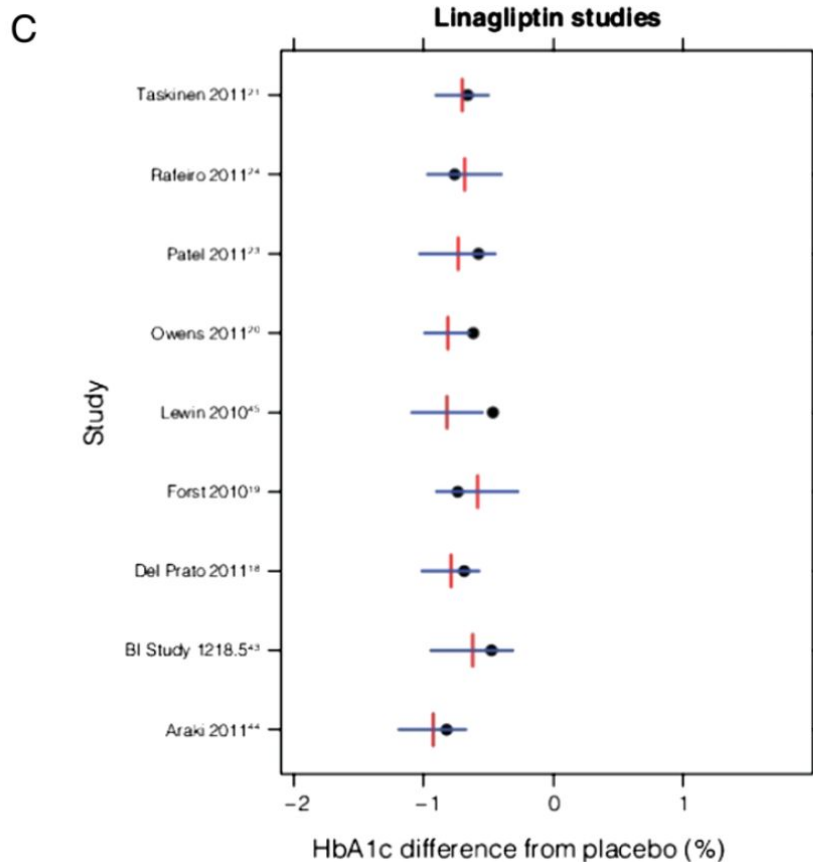 C
Linagliptin studies
Study
Taskinen 2011²¹
Rafeiro 2011²⁴
Patel 2011²³
Owens 2011²⁰
Lewin 2010⁴⁵
Forst 2010¹⁹
Del Prato 2011¹⁸
BI Study 1218.5⁴³
Araki 2011⁴⁴
−2 −1 0 1
HbA1c difference from placebo (%)